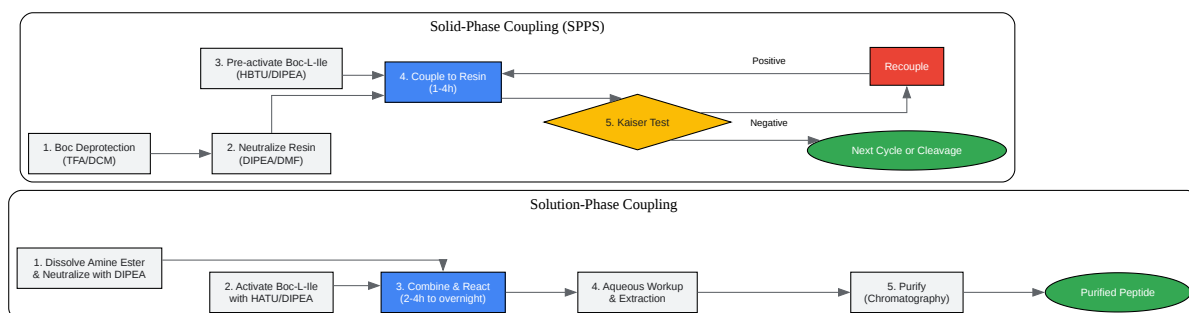 Solid-Phase Coupling (SPPS)
3. Pre-activate Boc-L-Ile
(HBTU/DIPEA)
4. Couple to Resin
(1-4h)
Positive
Recouple
5. Kaiser Test
Negative
1. Boc Deprotection
(TFA/DCM)
2. Neutralize Resin
(DIPEA/DMF)
Next Cycle or Cleavage
Solution-Phase Coupling
1. Dissolve Amine Ester
& Neutralize with DIPEA
2. Activate Boc-L-Ile
with HATU/DIPEA
3. Combine & React
(2-4h to overnight)
4. Aqueous Workup
& Extraction
5. Purify
(Chromatography)
Purified Peptide